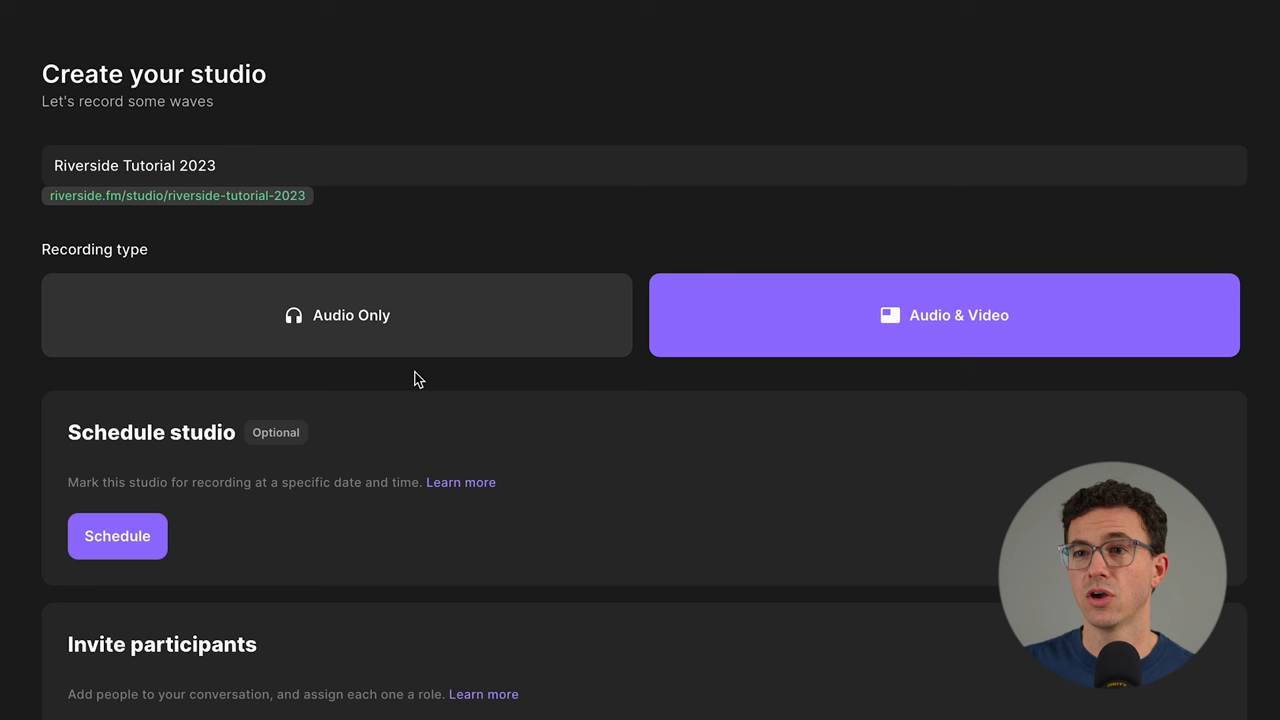 Create your studio
Let's record some waves
Riverside Tutorial 2023
riverside.fm/studio/riverside-tutorial-2023
Recording type
Audio Only
Audio & Video
Schedule studio Optional
Mark this studio for recording at a specific date and time. Learn more
Schedule
Invite participants
Add people to your conversation, and assign each one a role. Learn more